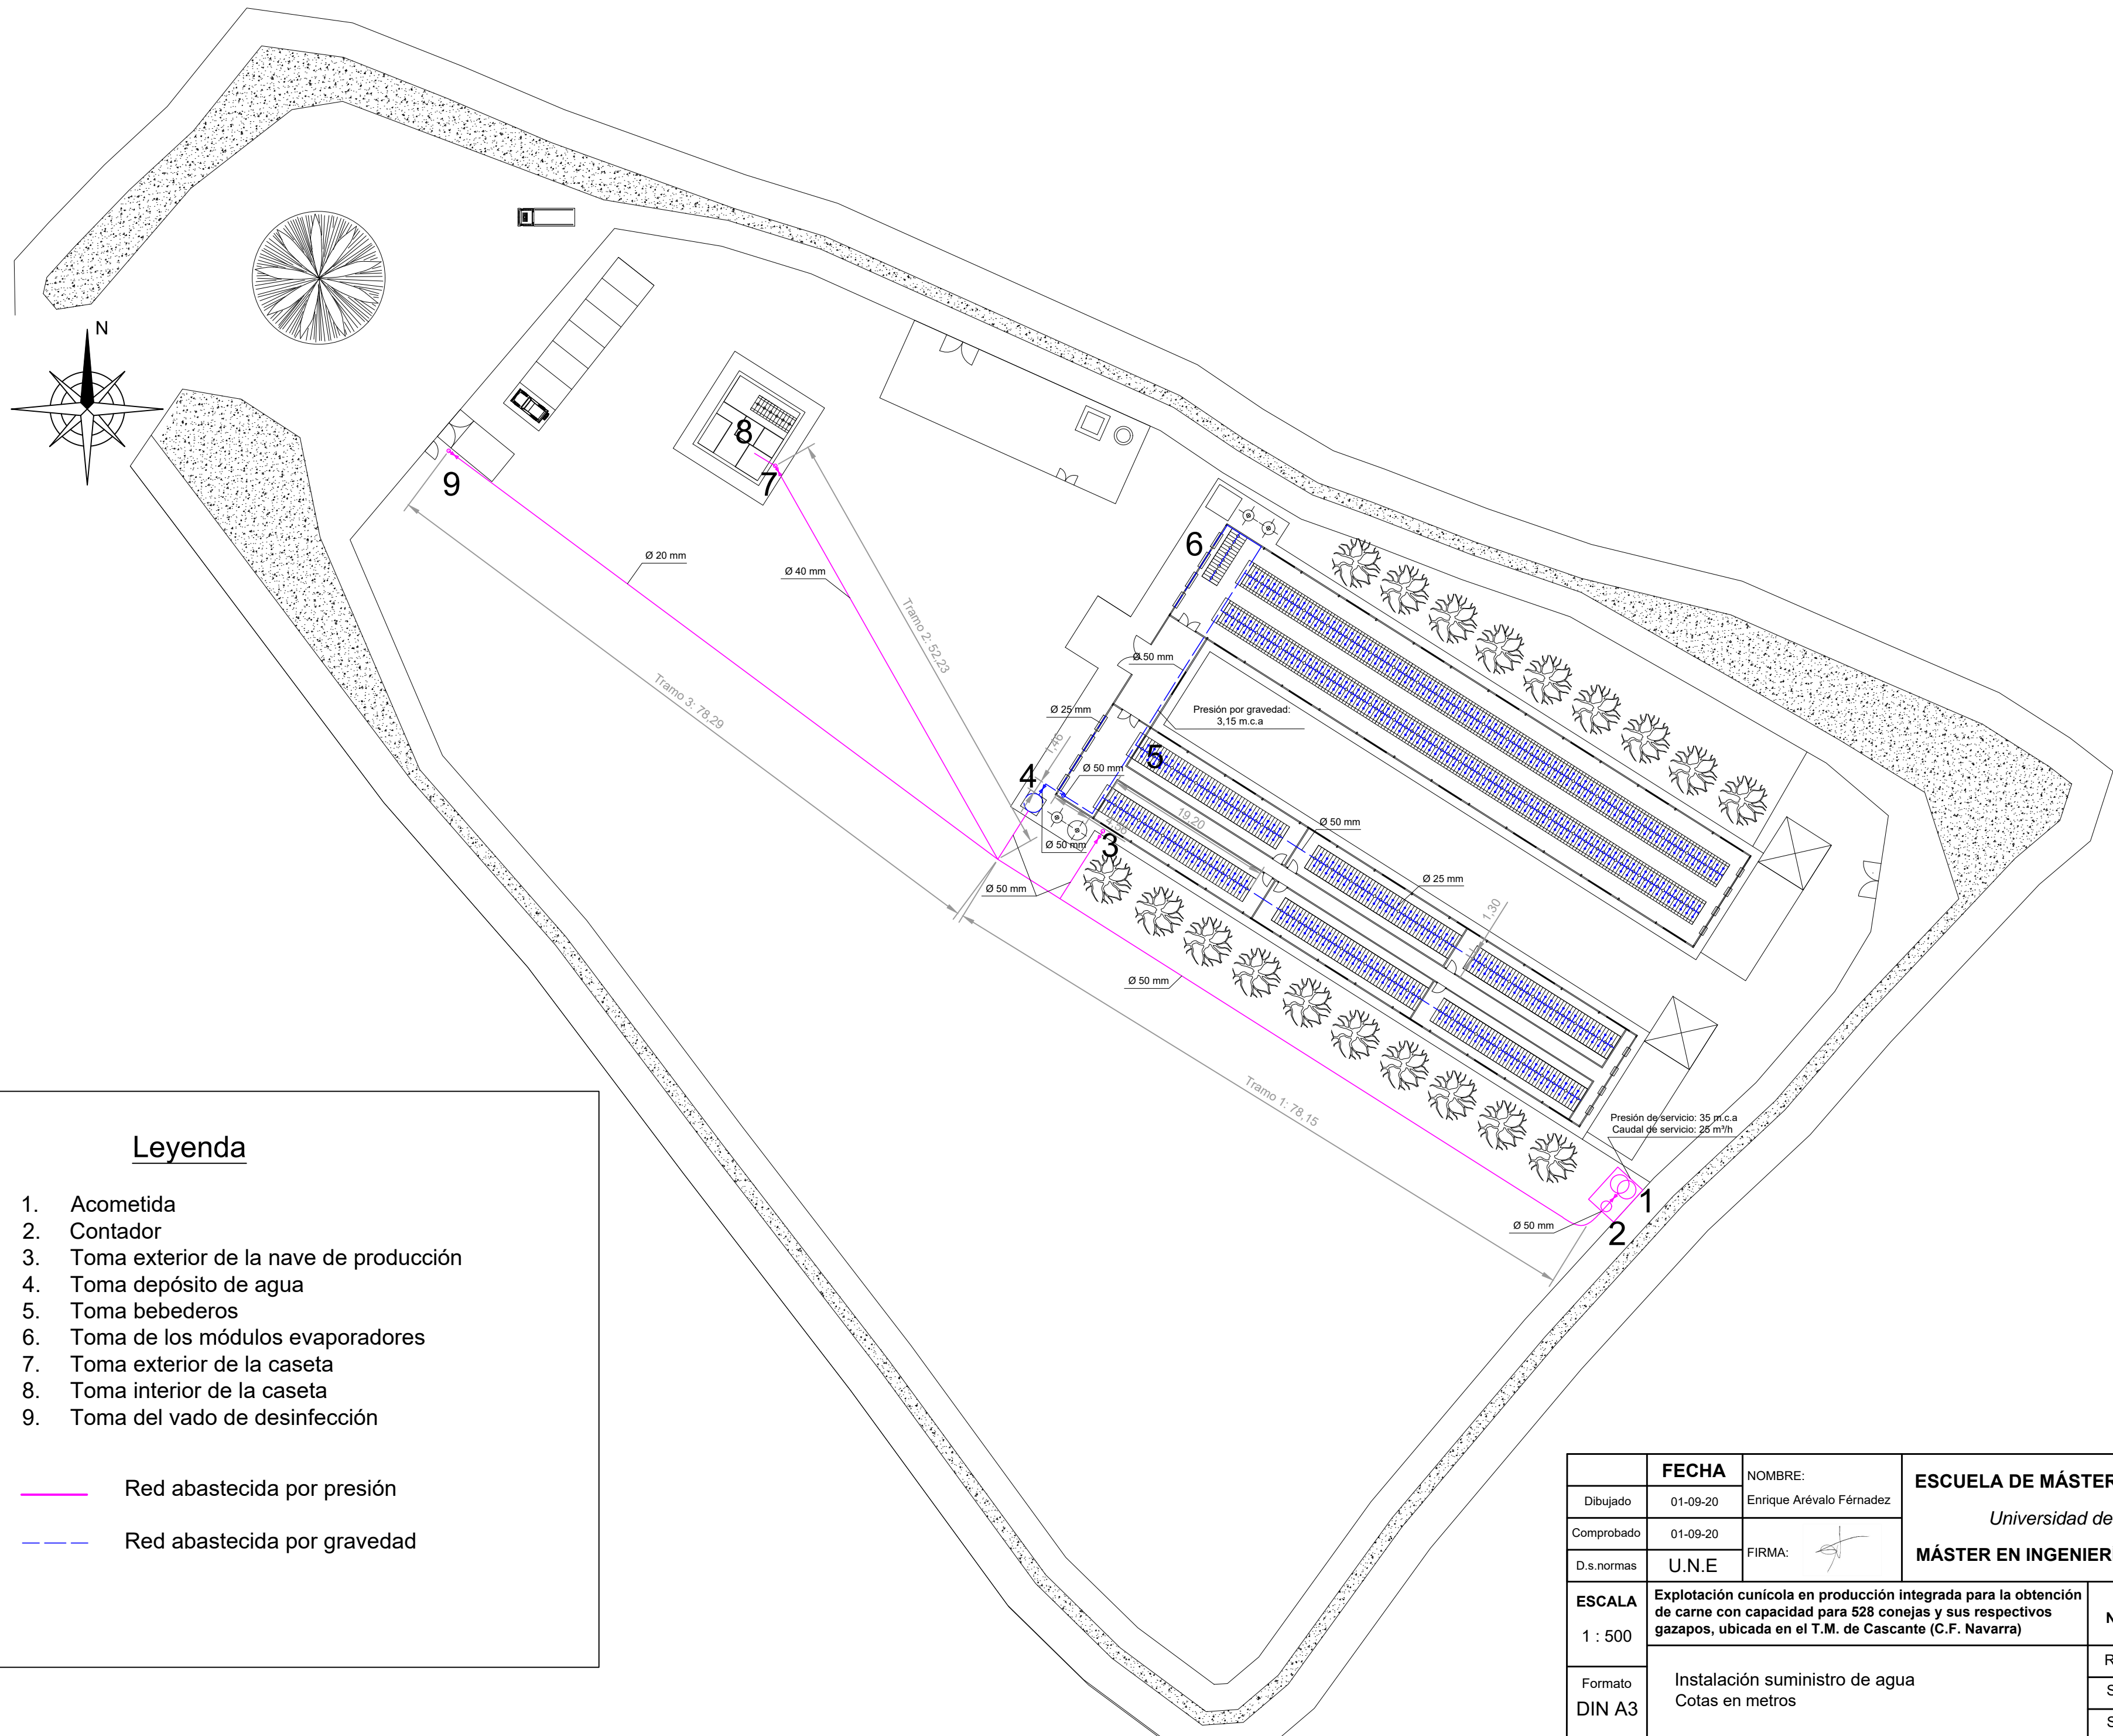 N
9
8
7
6
5
4
3
1
2
Ø 20 mm
Ø 40 mm
Tramo 2: 52.23
Tramo 3: 78.29
Ø 50 mm
Presión por gravedad:
3,15 m.c.a
Ø 25 mm
1.46
Ø 50 mm
19.20
Ø 50 mm
Ø 50 mm
Ø 50 mm
Ø 25 mm
1.30
Ø 50 mm
Tramo 1: 78.15
Presión de servicio: 35 m.c.a
Caudal de servicio: 25 m³/h
Ø 50 mm
Leyenda
1. Acometida
2. Contador
3. Toma exterior de la nave de producción
4. Toma depósito de agua
5. Toma bebederos
6. Toma de los módulos evaporadores
7. Toma exterior de la caseta
8. Toma interior de la caseta
9. Toma del vado de desinfección
Red abastecida por presión
Red abastecida por gravedad
FECHA
NOMBRE:
Dibujado 01-09-20 Enrique Arévalo Férnadez
Comprobado 01-09-20
FIRMA:
D.s.normas U.N.E
ESCUELA DE MÁSTER
Universidad de
MÁSTER EN INGENIER
ESCALA
1 : 500
Explotación cunícola en producción integrada para la obtención
de carne con capacidad para 528 conejas y sus respectivos
gazapos, ubicada en el T.M. de Cascante (C.F. Navarra)
Formato
DIN A3
Instalación suministro de agua
Cotas en metros